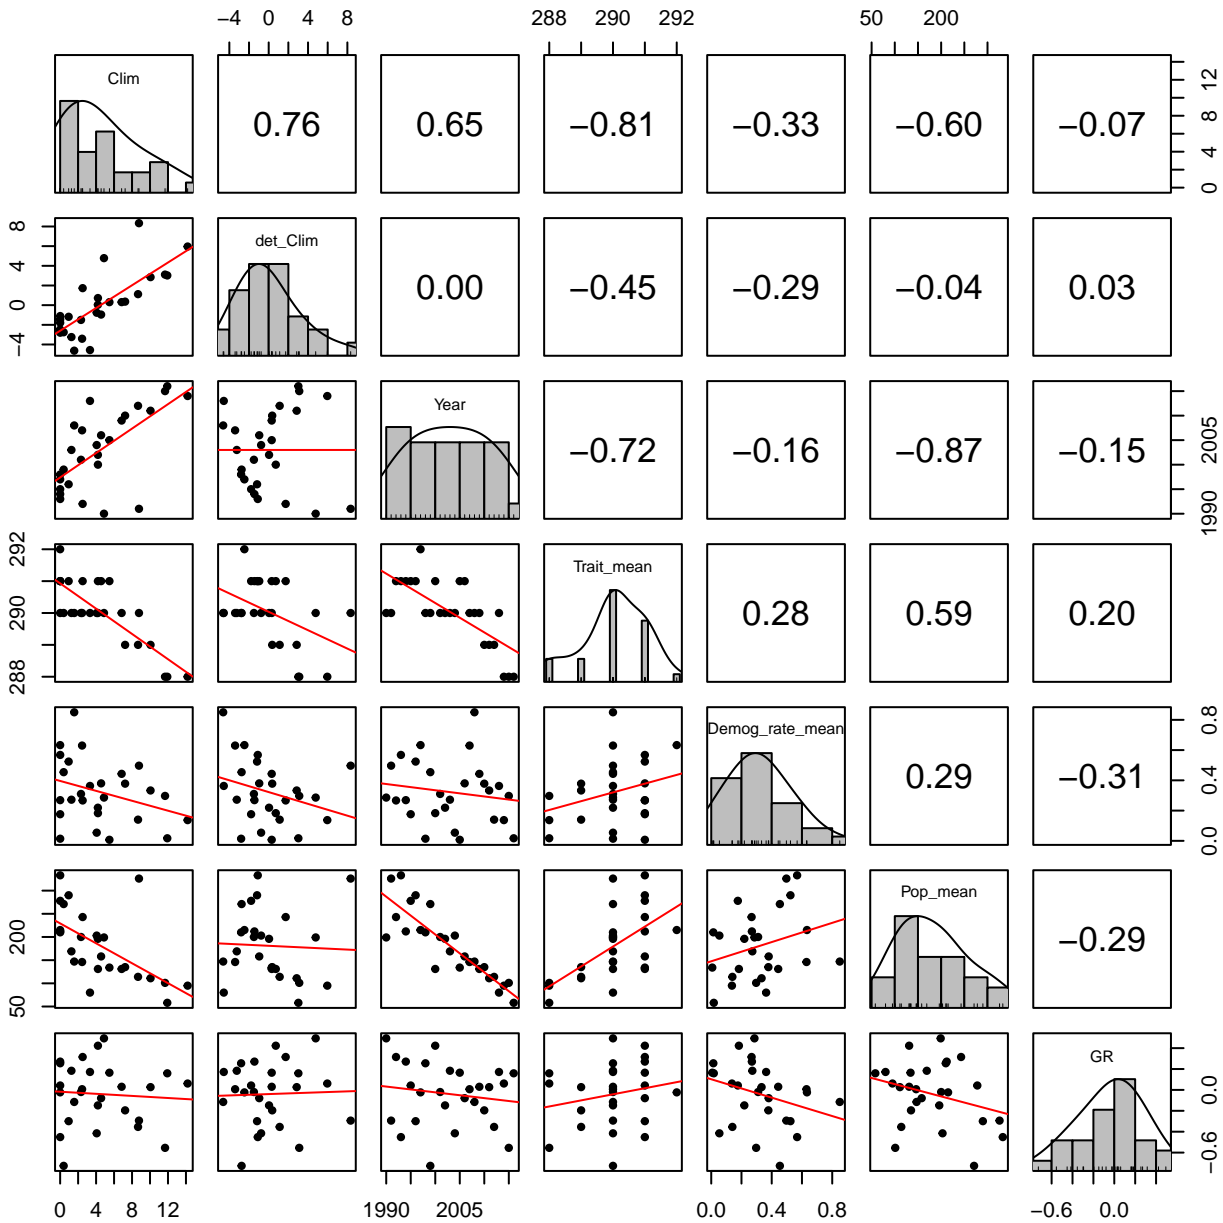 −4 0 4 8 288 290 292 50 200
Clim 0.76 0.65 −0.81 −0.33 −0.60 −0.07 0 4 8 12
−4 0 4 8 det_Clim 0.00 −0.45 −0.29 −0.04 0.03
Year −0.72 −0.16 −0.87 −0.15 1990 2005
288 290 292 Trait_mean 0.28 0.59 0.20
Demog_rate_mean 0.29 −0.31 0.0 0.4 0.8
50 200 Pop_mean −0.29
GR −0.6 0.0
0 4 8 12 1990 2005 0.0 0.4 0.8 −0.6 0.0